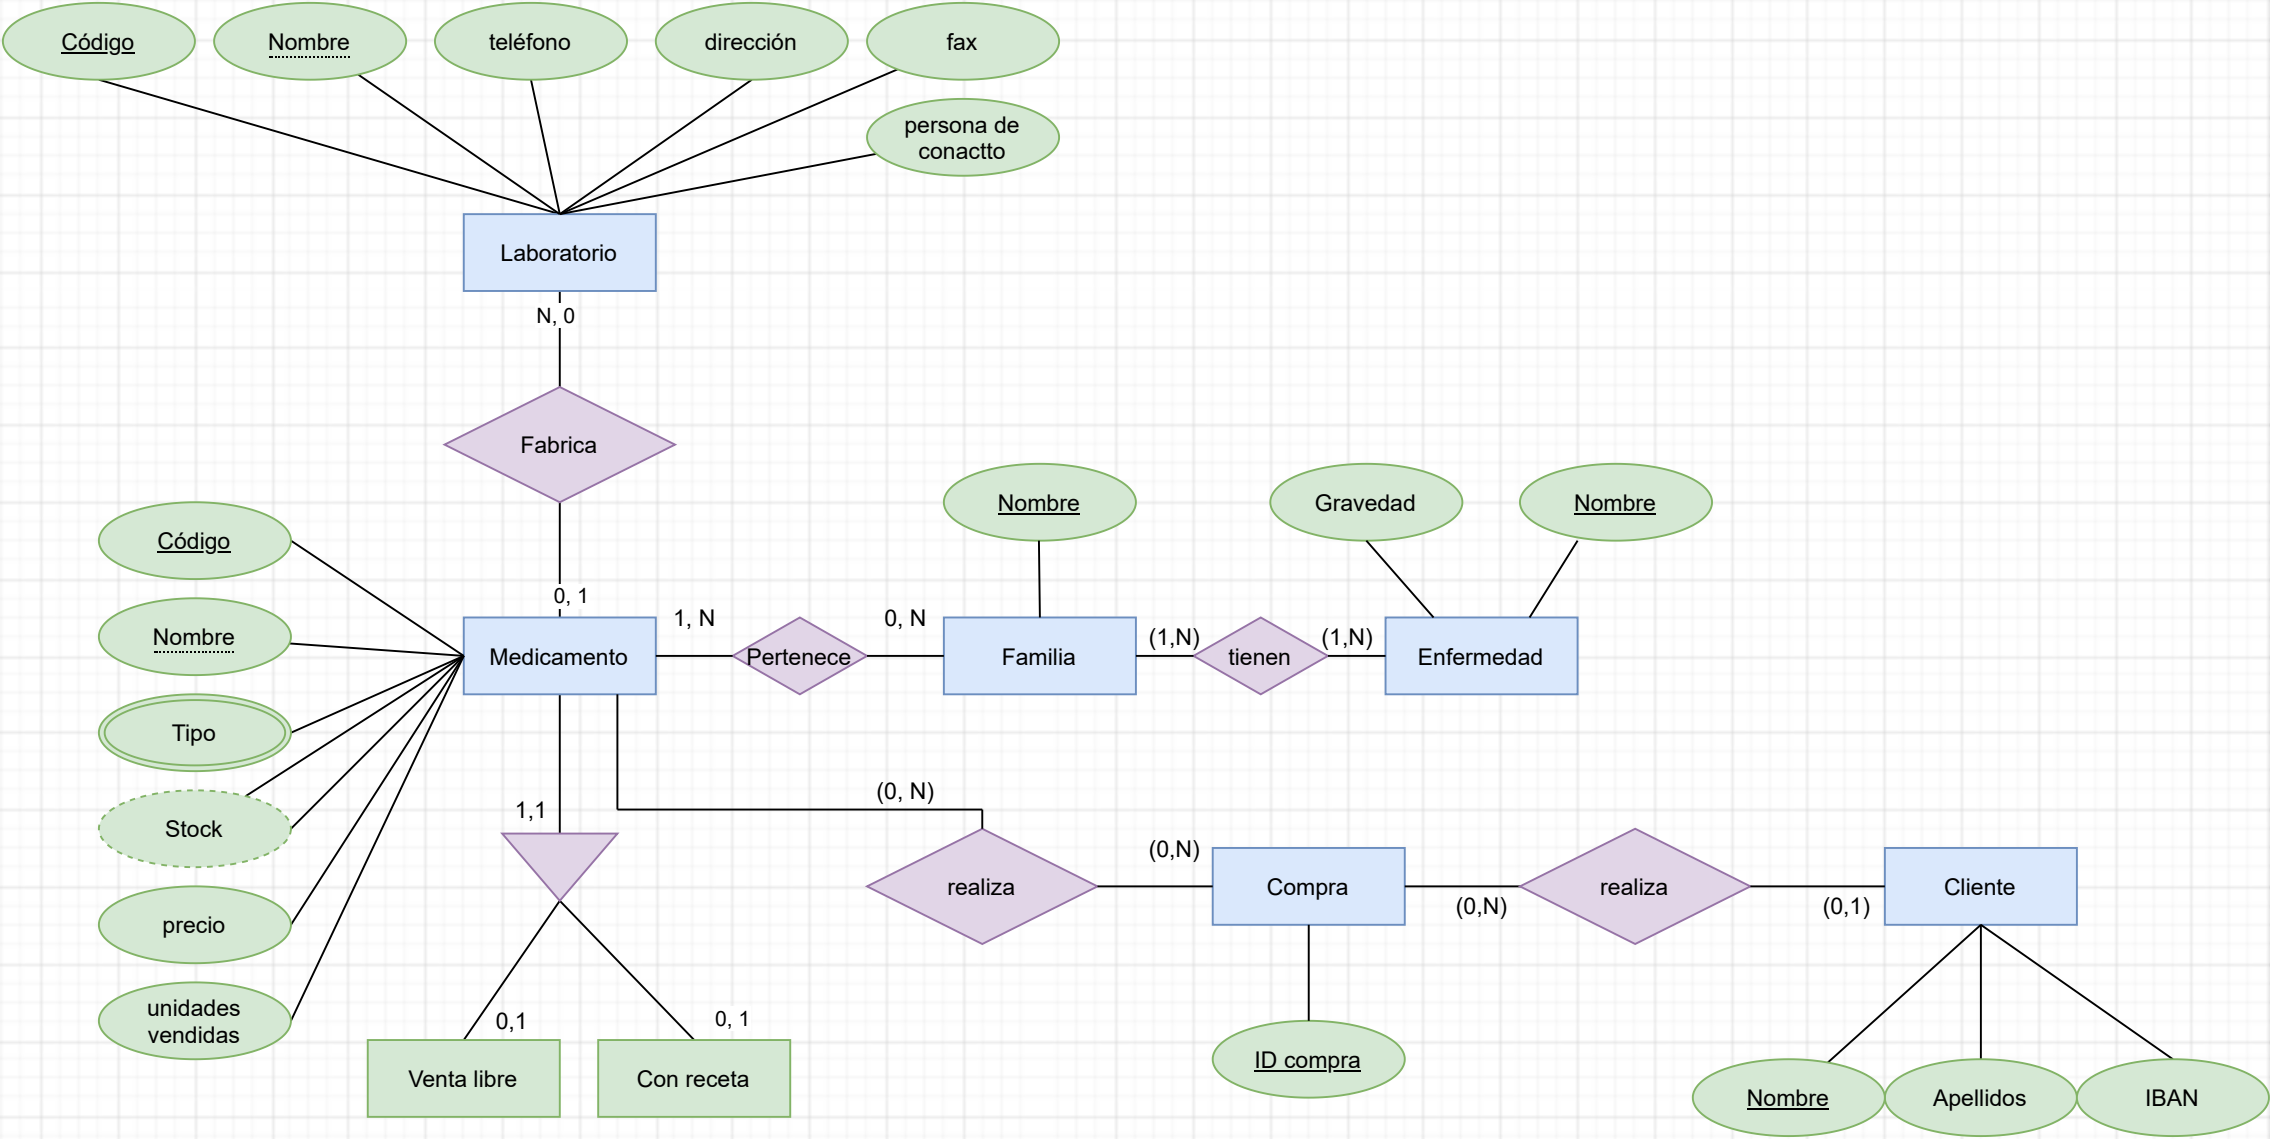 Código
Nombre
teléfono
dirección
fax
persona de
conactto
Laboratorio
N, 0
Fabrica
0, 1
Código
Nombre
Tipo
Stock
precio
unidades
vendidas
Medicamento
1, N
Pertenece
0, N
Nombre
Familia
(1,N)
tienen
(1,N)
Gravedad
Nombre
Enfermedad
1,1
0,1
0, 1
Venta libre
Con receta
(0, N)
realiza
(0,N)
Compra
ID compra
(0,N)
realiza
(0,1)
Cliente
Nombre
Apellidos
IBAN